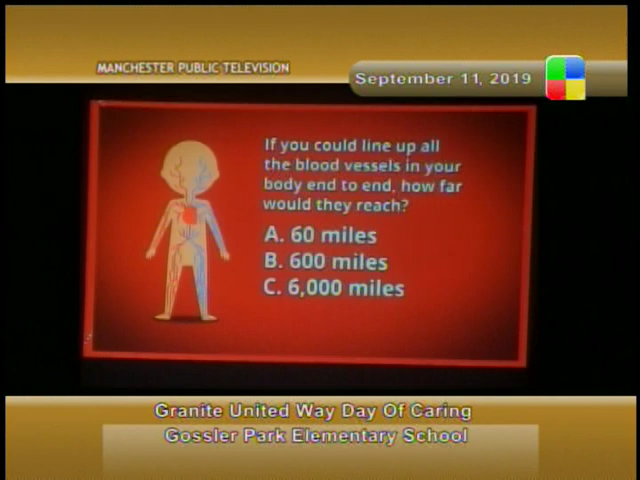 MANCHESTER PUBLIC TELEVISION
September 11, 2019
If you could line up all
the blood vessels in your
body end to end, how far
would they reach?
A. 60 miles
B. 600 miles
C. 6,000 miles
Granite United Way Day Of Caring
Gossler Park Elementary School